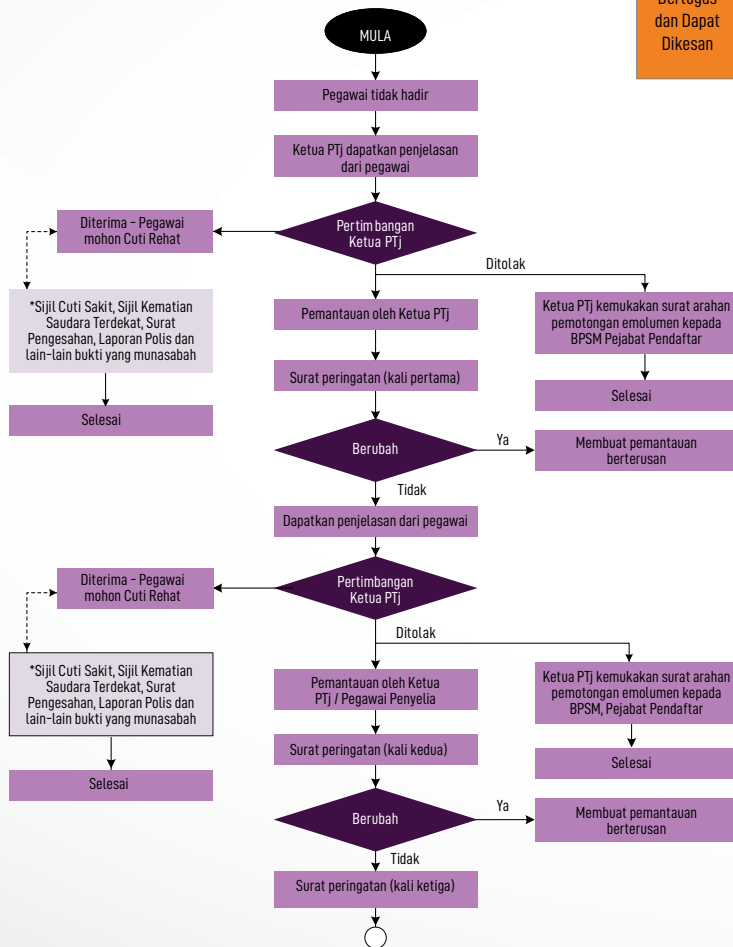 Bertugas
dan Dapat
Dikesan
MULA
Pegawai tidak hadir
Ketua PTj dapatkan penjelasan
dari pegawai
Pertimbangan
Ketua PTj
Diterima - Pegawai
mohon Cuti Rehat
Ditolak
*Sijil Cuti Sakit, Sijil Kematian
Saudara Terdekat, Surat
Pengesahan, Laporan Polis dan
lain-lain bukti yang munasabah
Selesai
Pemantauan oleh Ketua PTj
Ketua PTj kemukakan surat arahan
pemotongan emolumen kepada
BPSM Pejabat Pendaftar
Surat peringatan (kali pertama)
Selesai
Berubah
Ya
Membuat pemantauan
berterusan
Tidak
Dapatkan penjelasan dari pegawai
Pertimbangan
Ketua PTj
Diterima - Pegawai
mohon Cuti Rehat
Ditolak
*Sijil Cuti Sakit, Sijil Kematian
Saudara Terdekat, Surat
Pengesahan, Laporan Polis dan
lain-lain bukti yang munasabah
Selesai
Pemantauan oleh Ketua
PTj / Pegawai Penyelia
Ketua PTj kemukakan surat arahan
pemotongan emolumen kepada
BPSM, Pejabat Pendaftar
Surat peringatan (kali kedua)
Selesai
Berubah
Ya
Membuat pemantauan
berterusan
Tidak
Surat peringatan (kali ketiga)